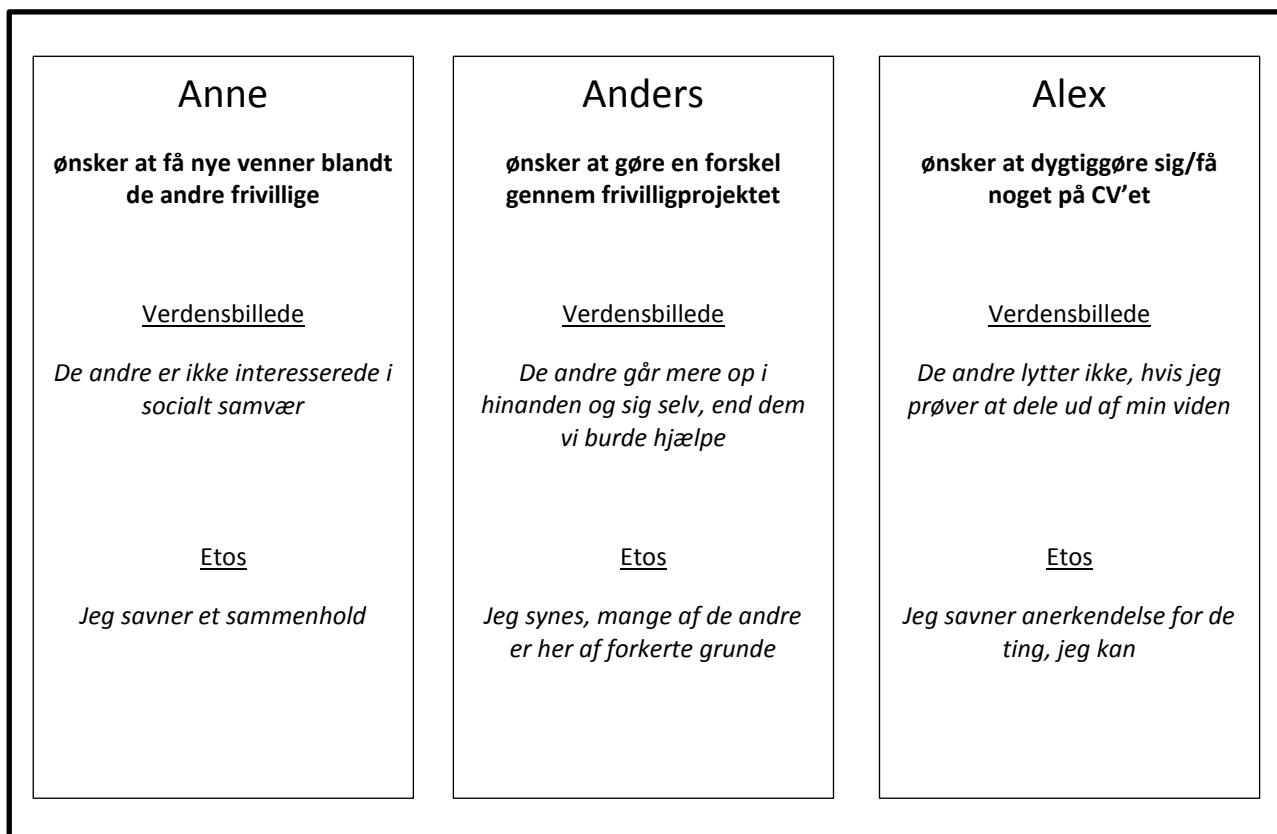 Anne
ønsker at få nye venner blandt
de andre frivillige
Verdensbillede
De andre er ikke interesserede i
socialt samvær
Etos
Jeg savner et sammenhold
Anders
ønsker at gøre en forskel
gennem frivilligprojektet
Verdensbillede
De andre går mere op i
hinanden og sig selv, end dem
vi burde hjælpe
Etos
Jeg synes, mange af de andre
er her af forkerte grunde
Alex
ønsker at dygtiggøre sig/få
noget på CV’et
Verdensbillede
De andre lytter ikke, hvis jeg
prøver at dele ud af min viden
Etos
Jeg savner anerkendelse for de
ting, jeg kan